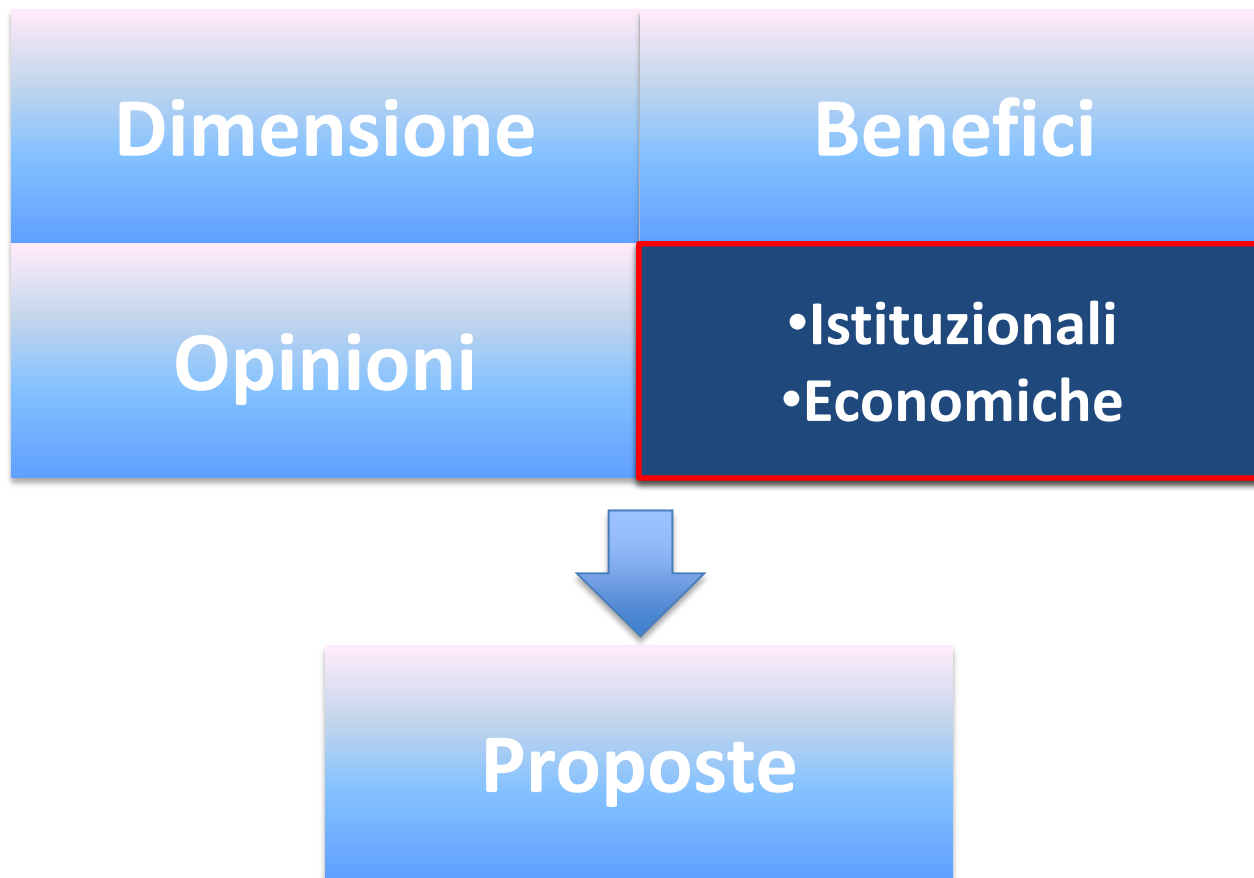 Dimensione
Benefici
Opinioni
•Istituzionali
•Economiche
Proposte